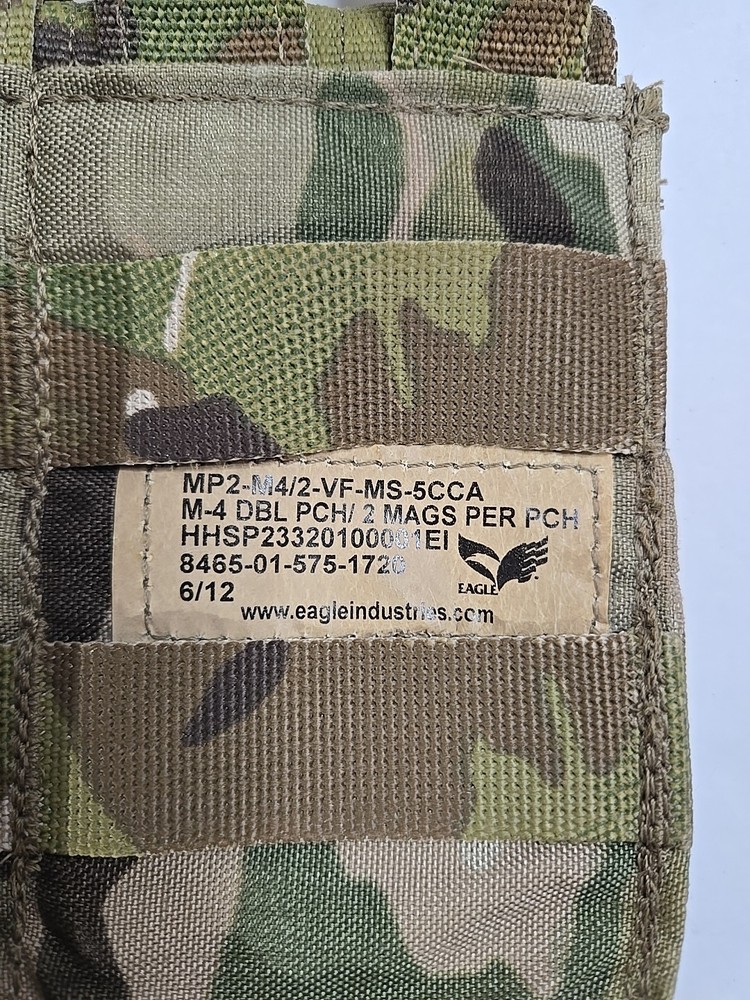 MP2-M4/2-VF-MS-5CCA
M-4 DBL PCH/ 2 MAGS PER PCH
HHSP23320100001EI
8465-01-575-1720
6/12
EAGLE
www.eagleindustries.com